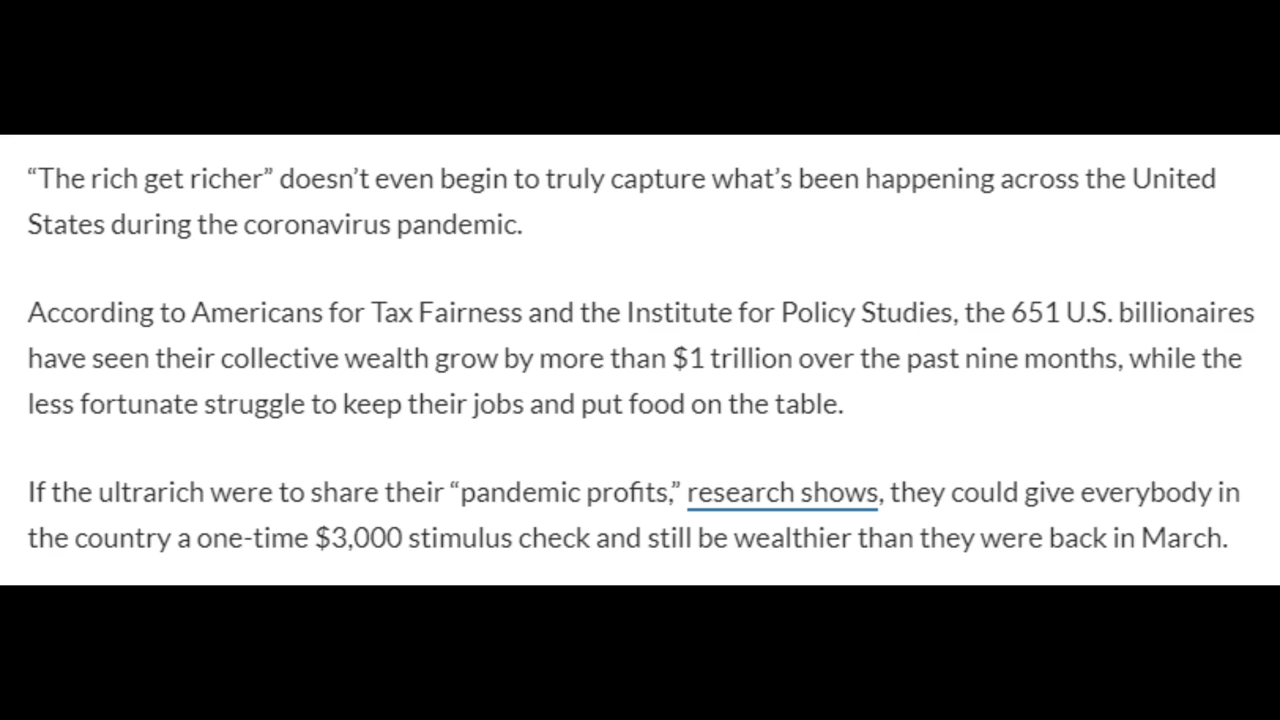 “The rich get richer” doesn’t even begin to truly capture what’s been happening across the United
States during the coronavirus pandemic.
According to Americans for Tax Fairness and the Institute for Policy Studies, the 651 U.S. billionaires
have seen their collective wealth grow by more than $1 trillion over the past nine months, while the
less fortunate struggle to keep their jobs and put food on the table.
If the ultrarich were to share their “pandemic profits,” research shows, they could give everybody in
the country a one-time $3,000 stimulus check and still be wealthier than they were back in March.